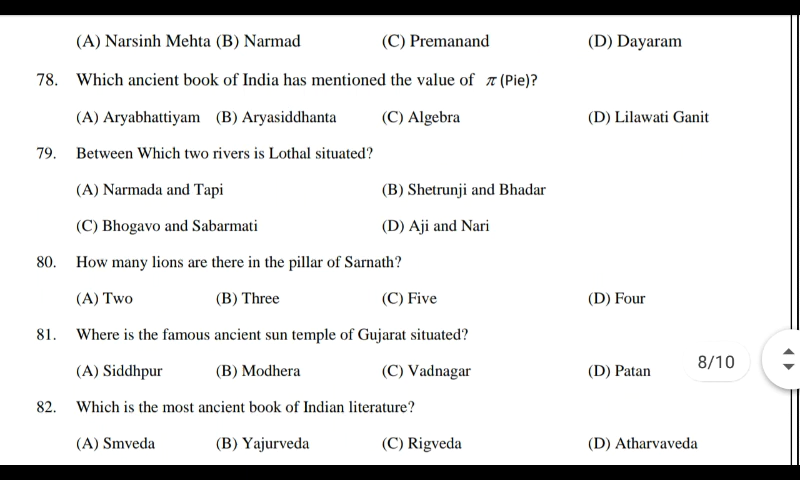 (A) Narsinh Mehta (B) Narmad (C) Premanand (D) Dayaram
78. Which ancient book of India has mentioned the value of π (Pie)?
(A) Aryabhattiyam (B) Aryasiddhanta (C) Algebra (D) Lilawati Ganit
79. Between Which two rivers is Lothal situated?
(A) Narmada and Tapi (B) Shetrunji and Bhadar
(C) Bhogavo and Sabarmati (D) Aji and Nari
80. How many lions are there in the pillar of Sarnath?
(A) Two (B) Three (C) Five (D) Four
81. Where is the famous ancient sun temple of Gujarat situated?
(A) Siddhpur (B) Modhera (C) Vadnagar (D) Patan
8/10
82. Which is the most ancient book of Indian literature?
(A) Smveda (B) Yajurveda (C) Rigveda (D) Atharvaveda